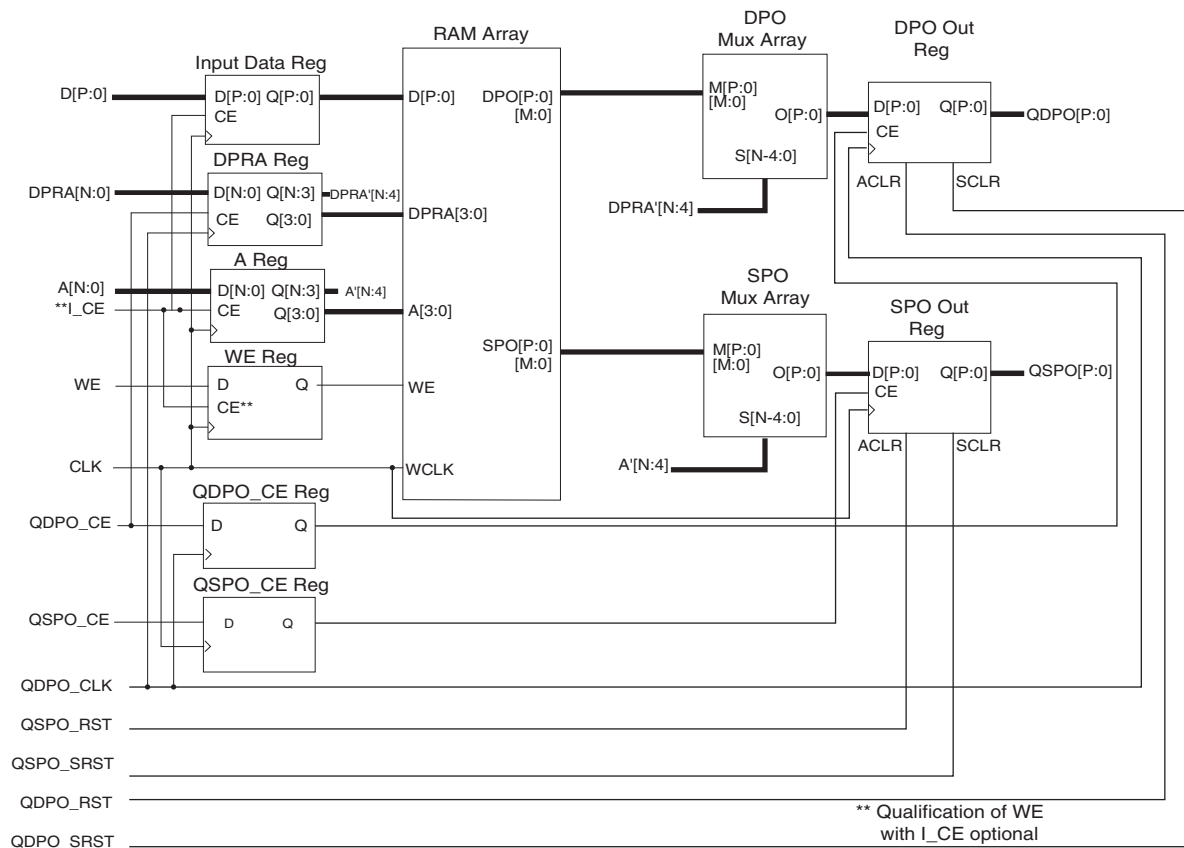 DPO
Mux Array
DPO Out
Reg
RAM Array
Input Data Reg
D[P:0]
D[P:0] Q[P:0]
CE
D[P:0]
DPO[P:0]
[M:0]
M[P:0]
[M:0]
O[P:0]
S[N-4:0]
D[P:0] Q[P:0]
CE
QDPO[P:0]
ACLR SCLR
DPRA Reg
DPRA[N:0]
D[N:0] Q[N:3]
DPRA'[N:4]
CE Q[3:0]
DPRA[3:0]
DPRA'[N:4]
A Reg
A[N:0]
D[N:0] Q[N:3]
A'[N:4]
**I_CE
CE Q[3:0]
A[3:0]
SPO
Mux Array
SPO Out
Reg
SPO[P:0]
[M:0]
M[P:0]
[M:0]
O[P:0]
S[N-4:0]
D[P:0] Q[P:0]
CE
QSPO[P:0]
ACLR SCLR
WE Reg
WE
D Q
CE**
WE
CLK
WCLK
A'[N:4]
QDPO_CE Reg
QDPO_CE
D Q
QSPO_CE Reg
QSPO_CE
D Q
QDPO_CLK
QSPO_RST
QSPO_SRST
QDPO_RST
QDPO_SRST
** Qualification of WE
with I_CE optional